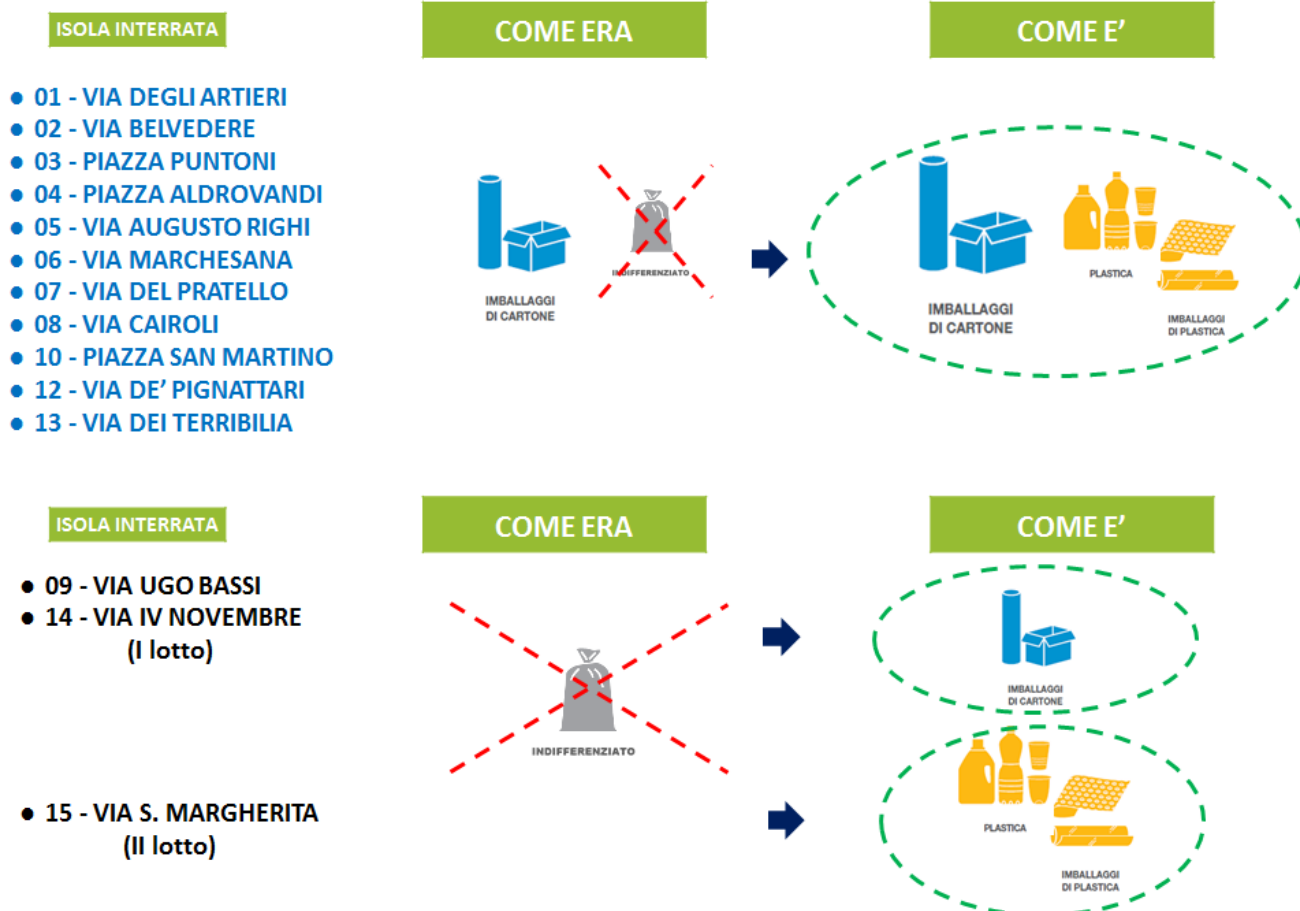 ISOLA INTERRATA
COME ERA
COME E'
● 01 - VIA DEGLI ARTIERI
● 02 - VIA BELVEDERE
● 03 - PIAZZA PUNTONI
● 04 - PIAZZA ALDROVANDI
● 05 - VIA AUGUSTO RIGHI
● 06 - VIA MARCHESANA
● 07 - VIA DEL PRATELLO
● 08 - VIA CAIROLI
● 10 - PIAZZA SAN MARTINO
● 12 - VIA DE' PIGNATTARI
● 13 - VIA DEI TERRIBILIA
IMBALLAGGI
DI CARTONE
INDIFFERENZIATO
IMBALLAGGI
DI CARTONE
PLASTICA
IMBALLAGGI
DI PLASTICA
ISOLA INTERRATA
COME ERA
COME E'
● 09 - VIA UGO BASSI
● 14 - VIA IV NOVEMBRE
(I lotto)
● 15 - VIA S. MARGHERITA
(II lotto)
INDIFFERENZIATO
IMBALLAGGI
DI CARTONE
PLASTICA
IMBALLAGGI
DI PLASTICA